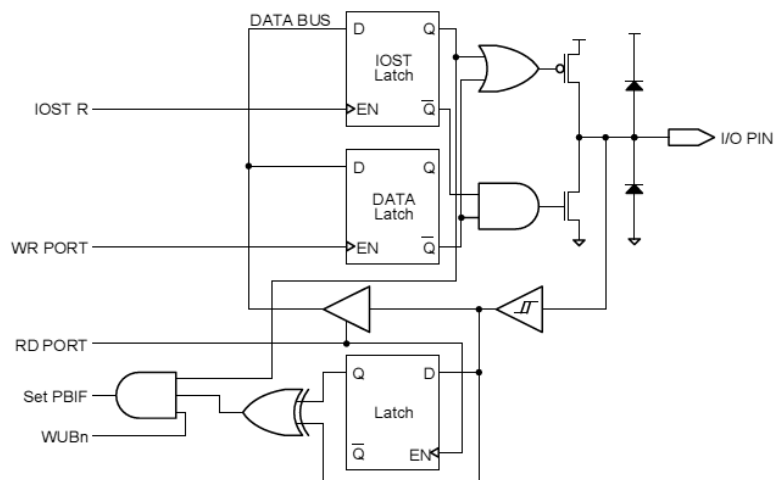 DATA BUS
D
Q
IOST
Latch
IOST R
EN
Q
I/O PIN
D
Q
DATA
Latch
WR PORT
EN
Q
RD PORT
Q
D
Set PBIF
Latch
WUBn
Q
EN